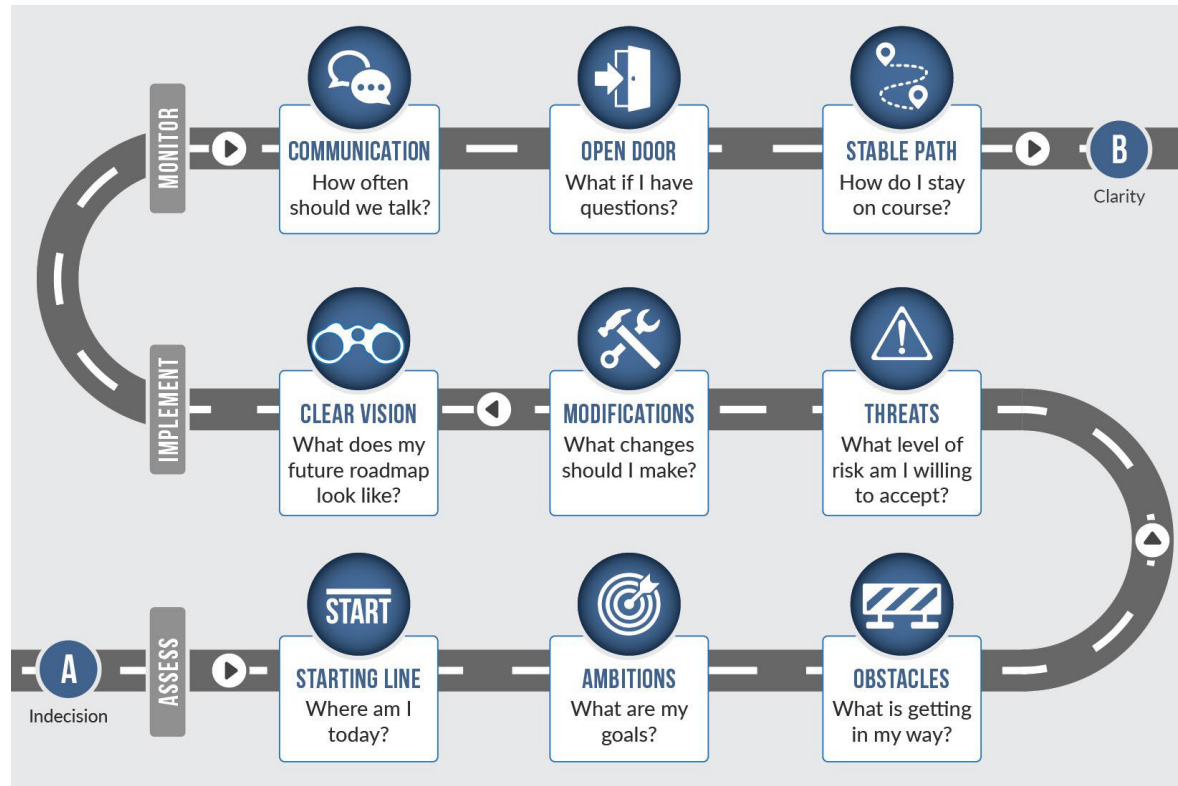 MONITOR
COMMUNICATION
How often
should we talk?
OPEN DOOR
What if I have
questions?
STABLE PATH
How do I stay
on course?
B
Clarity
IMPLEMENT
CLEAR VISION
What does my
future roadmap
look like?
MODIFICATIONS
What changes
should I make?
THREATS
What level of
risk am I willing
to accept?
A
Indecision
ASSESS
START
STARTING LINE
Where am I
today?
AMBITIONS
What are my
goals?
OBSTACLES
What is getting
in my way?